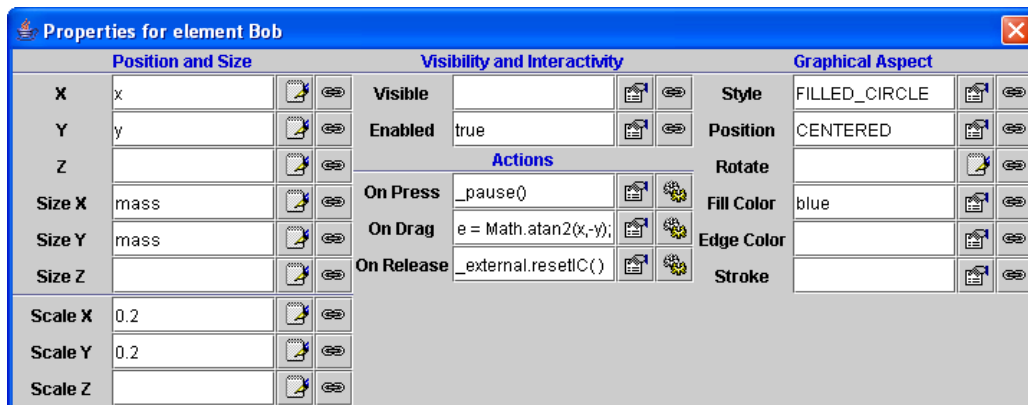 Properties for element Bob
Position and Size Visibility and Interactivity Graphical Aspect
X x Visible Style FILLED_CIRCLE
Y y Enabled true Position CENTERED
Z Actions Rotate
Size X mass On Press _pause() Fill Color blue
Size Y mass On Drag e = Math.atan2(x,-y); Edge Color
Size Z On Release _external.resetIC() Stroke
Scale X 0.2
Scale Y 0.2
Scale Z